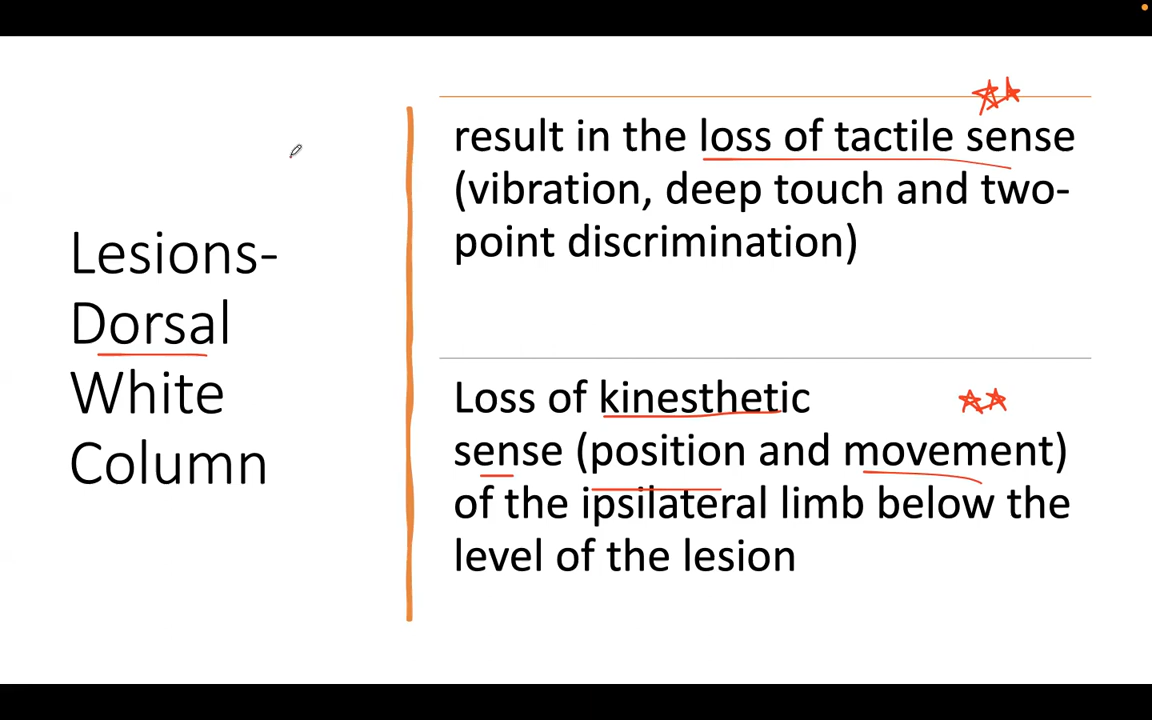 Lesions-
Dorsal
White
Column
result in the loss of tactile sense
(vibration, deep touch and two-
point discrimination)
Loss of kinesthetic
sense (position and movement)
of the ipsilateral limb below the
level of the lesion